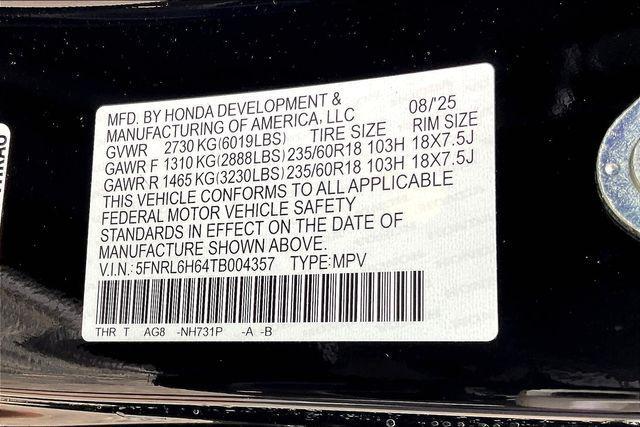 MFD. BY HONDA DEVELOPMENT & 08/'25
MANUFACTURING OF AMERICA, LLC
GVWR 2730 KG(6019LBS) TIRE SIZE RIM SIZE
GAWR F 1310 KG(2888LBS) 235/60R18 103H 18X7.5J
GAWR R 1465 KG(3230LBS) 235/60R18 103H 18X7.5J
THIS VEHICLE CONFORMS TO ALL APPLICABLE
FEDERAL MOTOR VEHICLE SAFETY
STANDARDS IN EFFECT ON THE DATE OF
MANUFACTURE SHOWN ABOVE.
V.I.N.: 5FNRL6H64TB004357 TYPE:MPV
THR T AG8 -NH731P -A -B